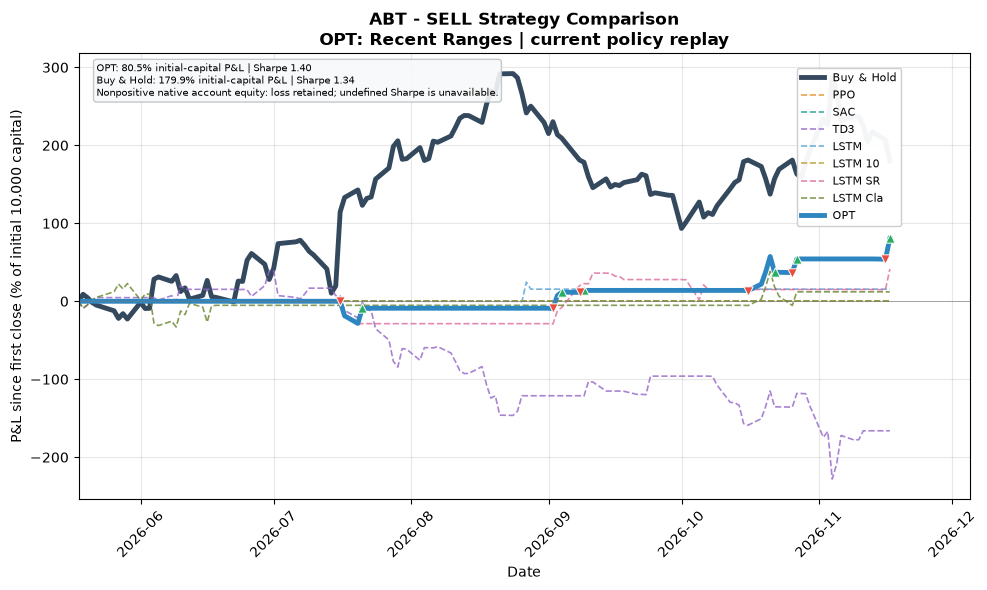 ABT - SELL Strategy Comparison
OPT: Recent Ranges | current policy replay
OPT: 80.5% initial-capital P&L | Sharpe 1.40
Buy & Hold: 179.9% initial-capital P&L | Sharpe 1.34
Nonpositive native account equity: loss retained; undefined Sharpe is unavailable.
Buy & Hold
PPO
SAC
TD3
LSTM
LSTM 10
LSTM SR
LSTM Cla
OPT
P&L since first close (% of initial 10,000 capital)
300
200
100
0
−100
−200
2026-06
2026-07
2026-08
2026-09
2026-10
2026-11
2026-12
Date